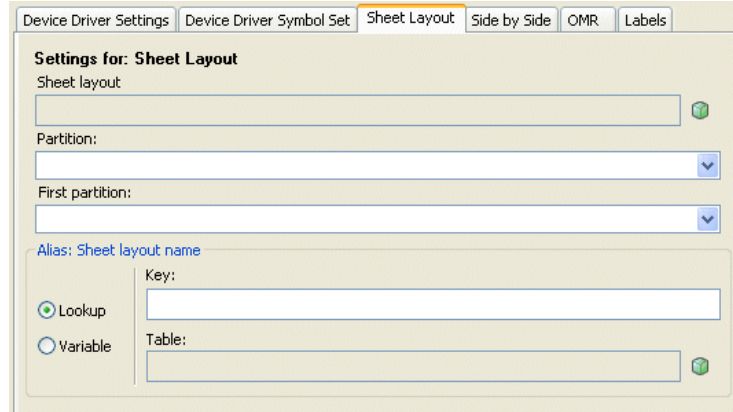 Device Driver Settings Device Driver Symbol Set Sheet Layout Side by Side OMR Labels
Settings for: Sheet Layout
Sheet layout
Partition:
First partition:
Alias: Sheet layout name
Key:
Lookup
Variable
Table: